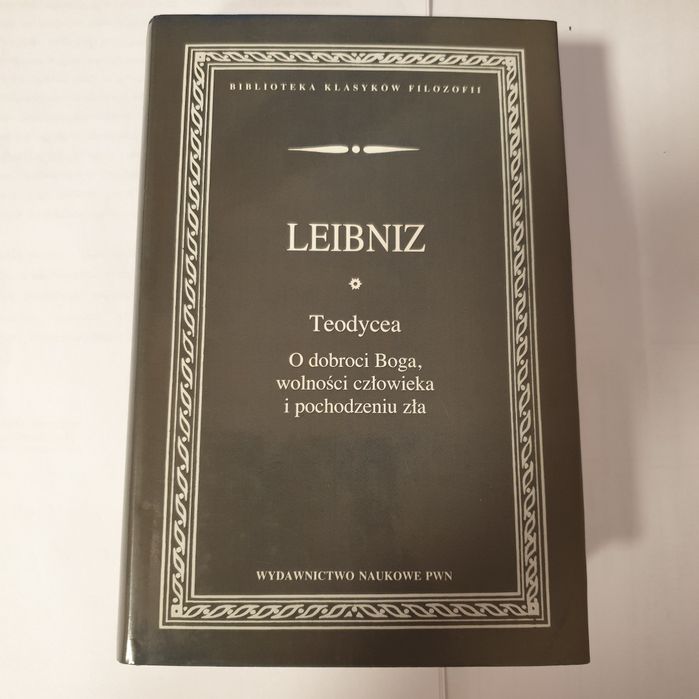 BIBLIOTEKA KLASYKÓW FILOZOFII
LEIBNIZ
Teodycea
O dobroci Boga,
wolności człowieka
i pochodzeniu zła
WYDAWNICTWO NAUKOWE PWN